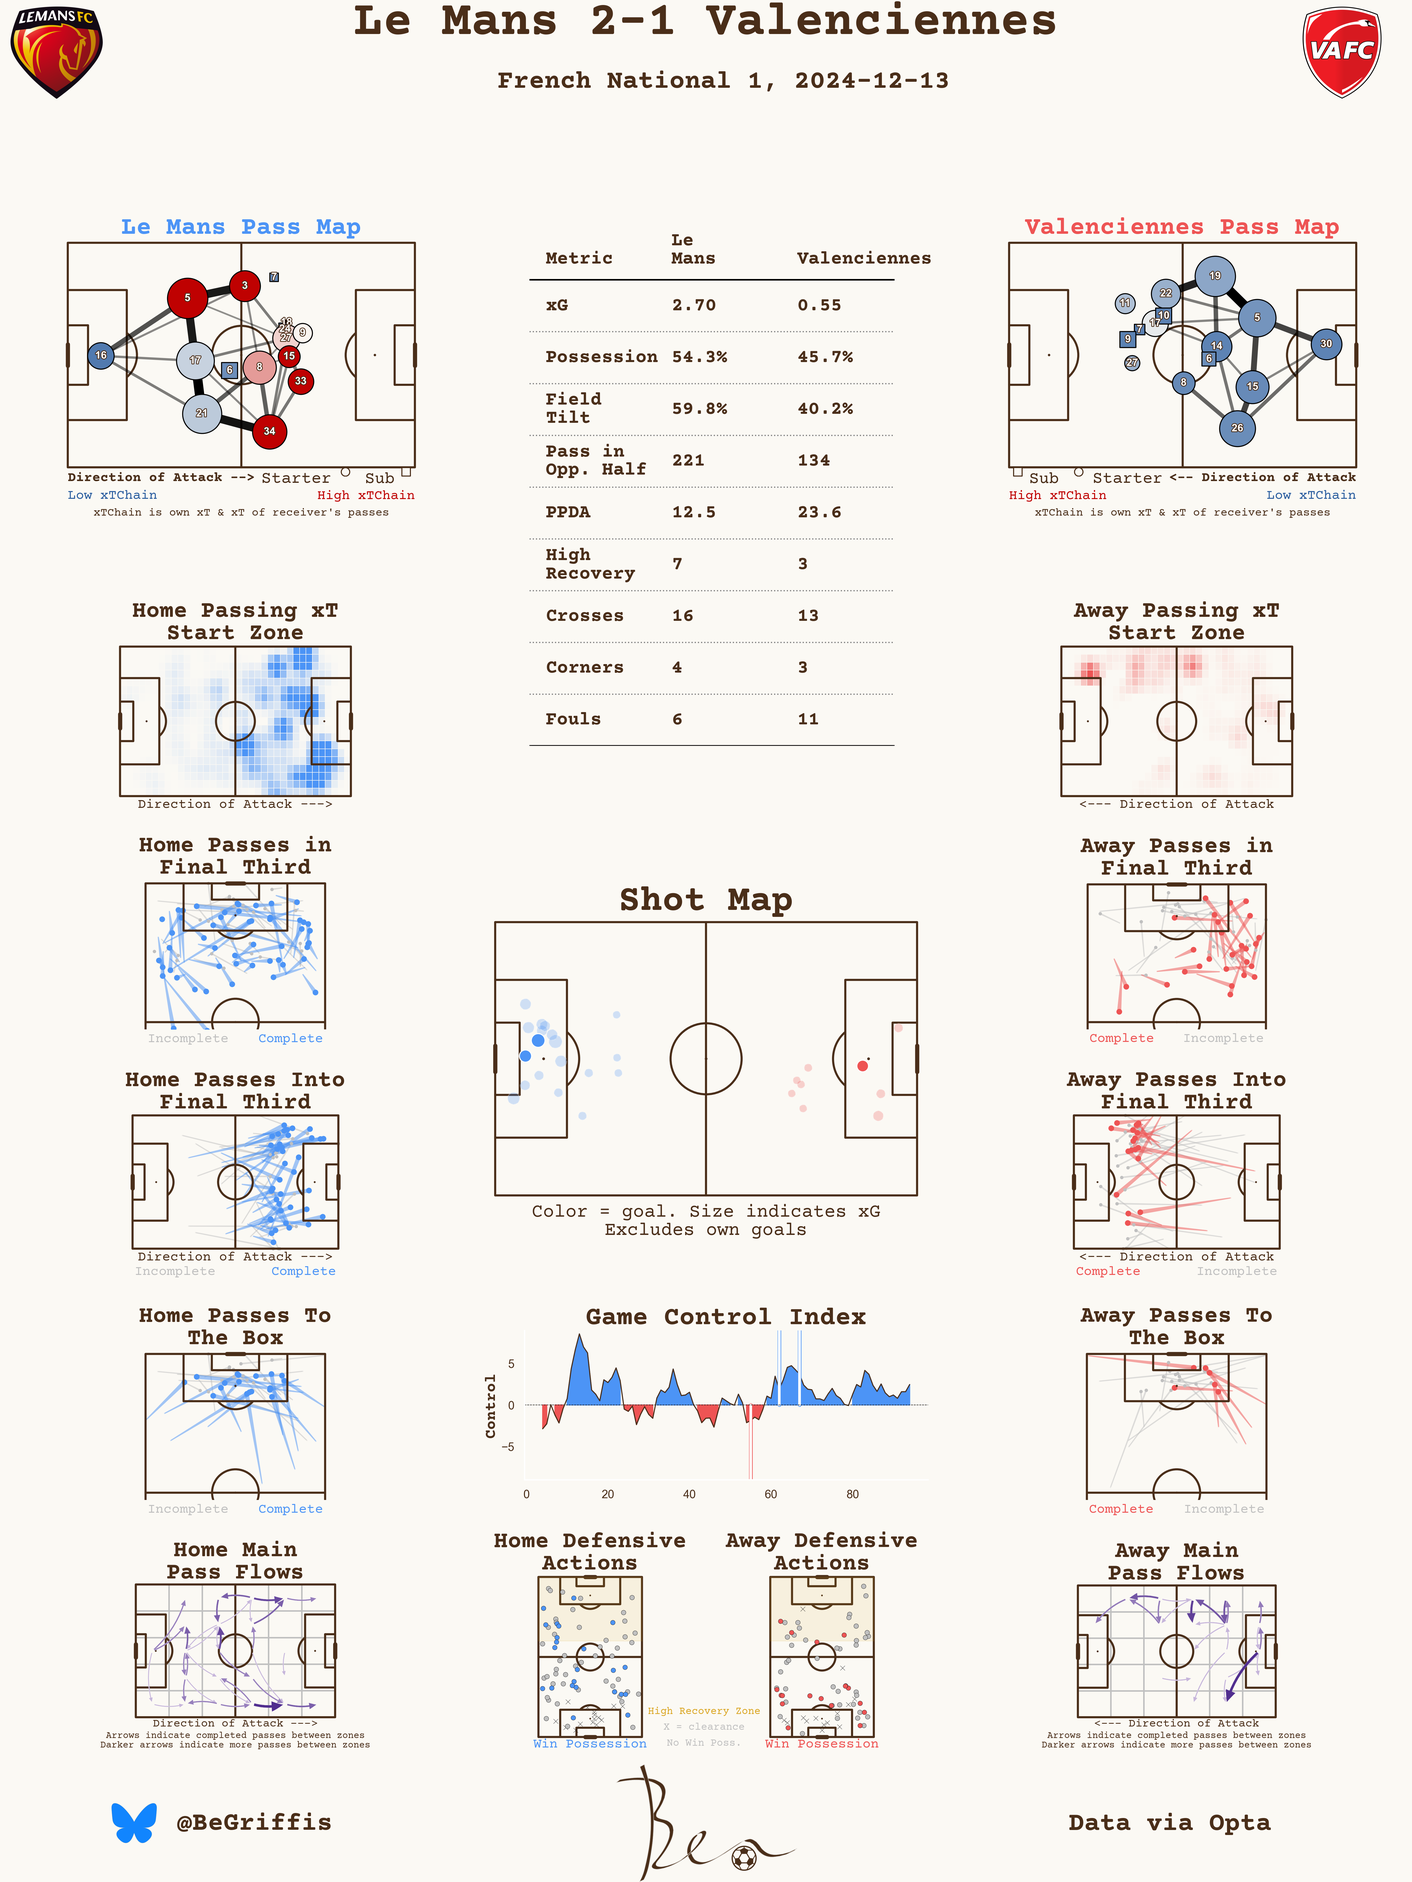 LEMANS FC
Le Mans 2-1 Valenciennes
VAFC
French National 1, 2024-12-13
Le Mans Pass Map
5
3
7
18
24
9
27
16
17
15
6
8
33
21
34
Direction of Attack --> Starter Sub
Low xTChain High xTChain
xTChain is own xT & xT of receiver's passes
Metric Le Mans Valenciennes
xG 2.70 0.55
Possession 54.3% 45.7%
Field Tilt 59.8% 40.2%
Pass in Opp. Half 221 134
PPDA 12.5 23.6
High Recovery 7 3
Crosses 16 13
Corners 4 3
Fouls 6 11
Valenciennes Pass Map
19
22
11
10
17
7
5
9
14
30
6
27
8
15
26
Sub Starter <-- Direction of Attack
High xTChain Low xTChain
xTChain is own xT & xT of receiver's passes
Home Passing xT
Start Zone
Direction of Attack --->
Away Passing xT
Start Zone
<--- Direction of Attack
Home Passes in
Final Third
Incomplete Complete
Away Passes in
Final Third
Complete Incomplete
Shot Map
Color = goal. Size indicates xG
Excludes own goals
Home Passes Into
Final Third
Direction of Attack --->
Incomplete Complete
Away Passes Into
Final Third
<--- Direction of Attack
Complete Incomplete
Home Passes To
The Box
Incomplete Complete
Game Control Index
Control
5
0
−5
0 20 40 60 80
Away Passes To
The Box
Complete Incomplete
Home Main
Pass Flows
Direction of Attack --->
Arrows indicate completed passes between zones
Darker arrows indicate more passes between zones
Home Defensive
Actions
Win Possession
High Recovery Zone
X = clearance
No Win Poss.
Away Defensive
Actions
Win Possession
Away Main
Pass Flows
<--- Direction of Attack
Arrows indicate completed passes between zones
Darker arrows indicate more passes between zones
@BeGriffis
Ben
Data via Opta